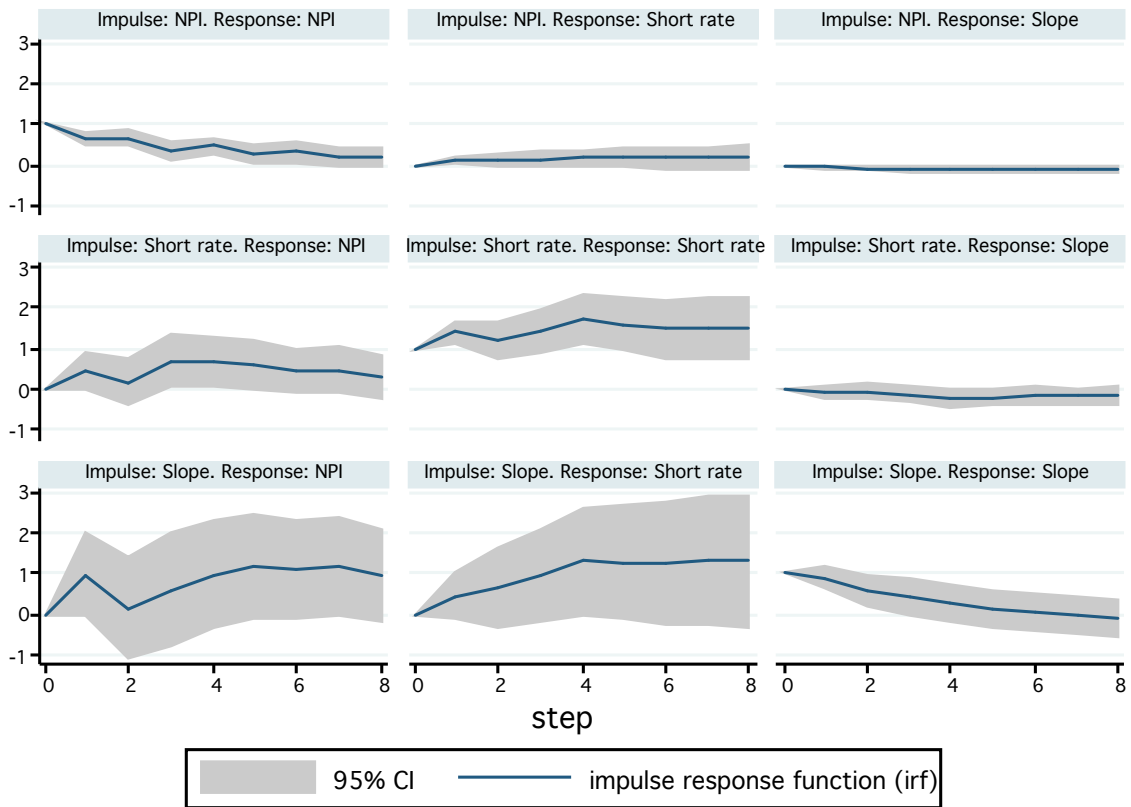 Impulse: NPI. Response: NPI
Impulse: NPI. Response: Short rate
Impulse: NPI. Response: Slope
3
2
1
0
-1
Impulse: Short rate. Response: NPI
Impulse: Short rate. Response: Short rate
Impulse: Short rate. Response: Slope
3
2
1
0
-1
Impulse: Slope. Response: NPI
Impulse: Slope. Response: Short rate
Impulse: Slope. Response: Slope
3
2
1
0
-1
0 2 4 6 8
0 2 4 6 8
0 2 4 6 8
step
95% CI
impulse response function (irf)